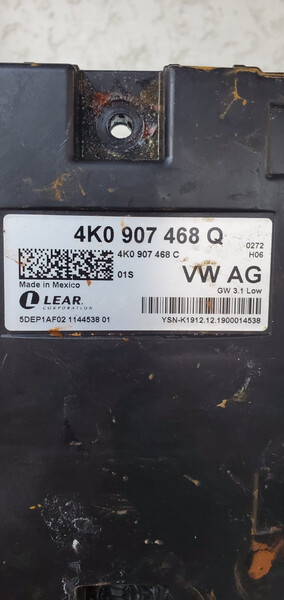 4K0 907 468 Q
0272
4K0 907 468 C
H06
01S
VW AG
Made in Mexico
GW 3.1 Low
LEAR
CORPORATION
5DEP1AF02 1144538 01
YSN-K1912.12.1900014538